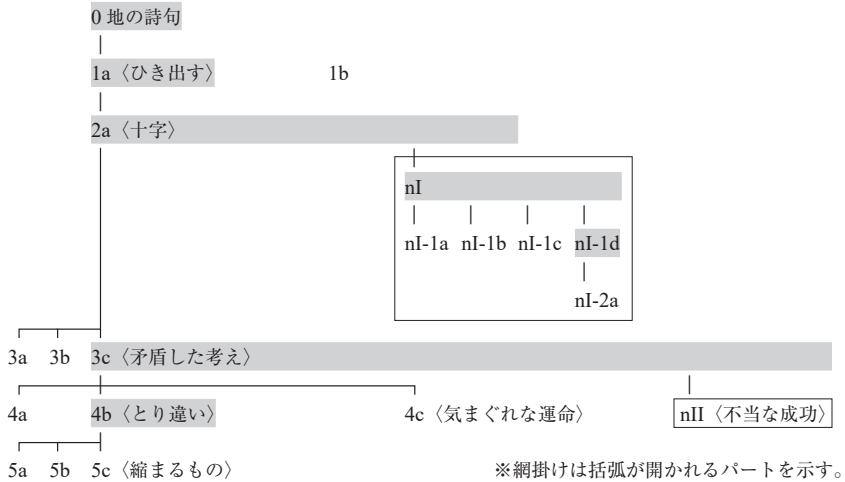 0 地の詩句
1a〈ひき出す〉 1b
2a〈十字〉
nI
nI-1a nI-1b nI-1c nI-1d
nI-2a
3a 3b 3c〈矛盾した考え〉
4a 4b〈とり違い〉 4c〈気まぐれな運命〉 nII〈不当な成功〉
5a 5b 5c〈縮まるもの〉 ※網掛けは括弧が開かれるパートを示す。